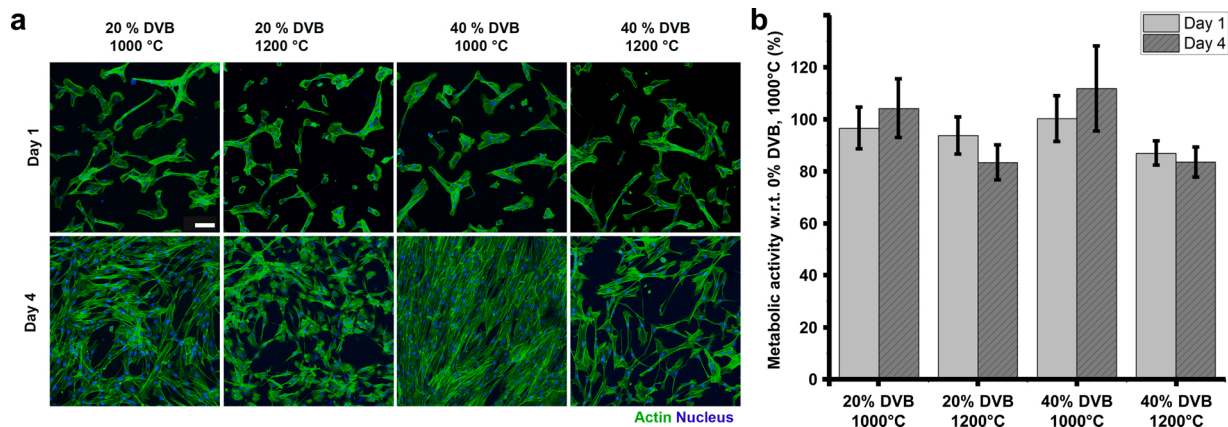 a
20 % DVB
1000 °C
20 % DVB
1200 °C
40 % DVB
1000 °C
40 % DVB
1200 °C
Day 1
Day 4
Actin Nucleus
b
Metabolic activity w.r.t. 0% DVB, 1000°C (%)
120
100
80
60
40
20
0
Day 1
Day 4
20% DVB
1000°C
20% DVB
1200°C
40% DVB
1000°C
40% DVB
1200°C